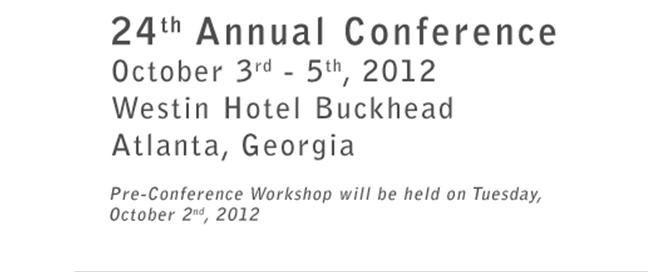 24th Annual Conference
October 3rd - 5th, 2012
Westin Hotel Buckhead
Atlanta, Georgia
Pre-Conference Workshop will be held on Tuesday,
October 2nd, 2012